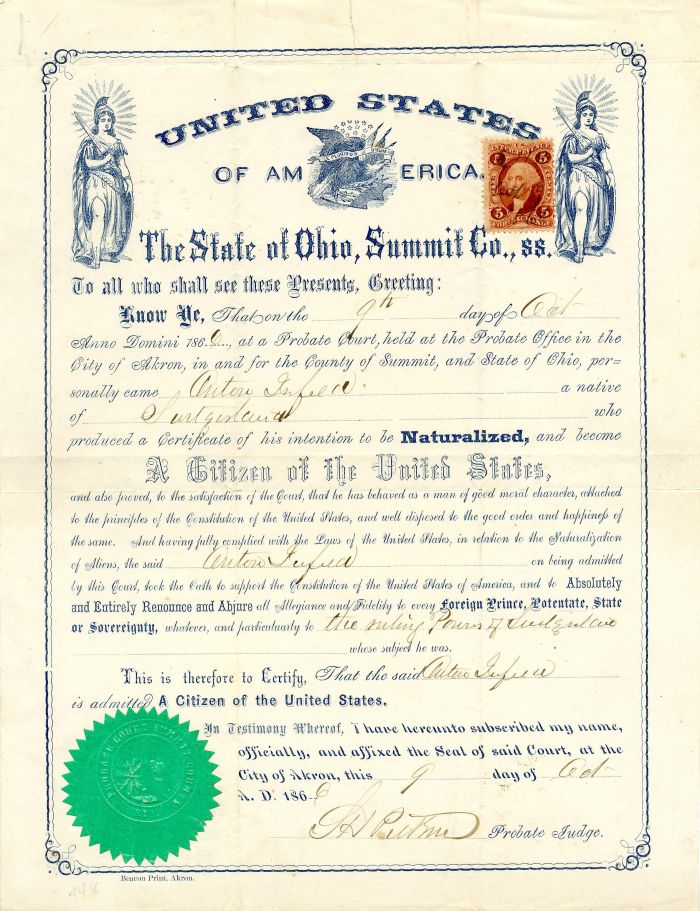 UNITED STATES
OF AMERICA.
The State of Ohio, Summit Co., ss.
To all who shall see these Presents, Greeting:
Know Ye, That on the 9th day of Oct
Anno Domini 1866, at a Probate Court, held at the Probate Office in the
City of Akron, in and for the County of Summit, and State of Ohio, per=
sonally came Anton a native
of who
produced a Certificate of his intention to be Naturalized, and become
A Citizen of the United States,
and also proved, to the satisfaction of the Court, that he has behaved as a man of good moral character, attached
to the principles of the Constitution of the United States, and well disposed to the good order and happiness of
the same. And having fully complied with the Laws of the United States, in relation to the Naturalization
of Aliens, the said Anton on being admitted
by this Court, took the Oath to support the Constitution of the United States of America, and to Absolutely
and Entirely Renounce and Abjure all Allegiance and Fidelity to every Foreign Prince, Potentate, State
or Sovereignty, whatever, and particularly to the ruling Powers of
whose subject he was.
This is therefore to Certify, That the said Anton
is admitted A Citizen of the United States.
In Testimony Whereof, I have hereunto subscribed my name,
officially, and affixed the Seal of said Court, at the
City of Akron, this 9 day of Oct
A. D. 1866
Probate Judge.
PROBATE COURT SUMMIT COUNTY
Beacon Print, Akron.
148